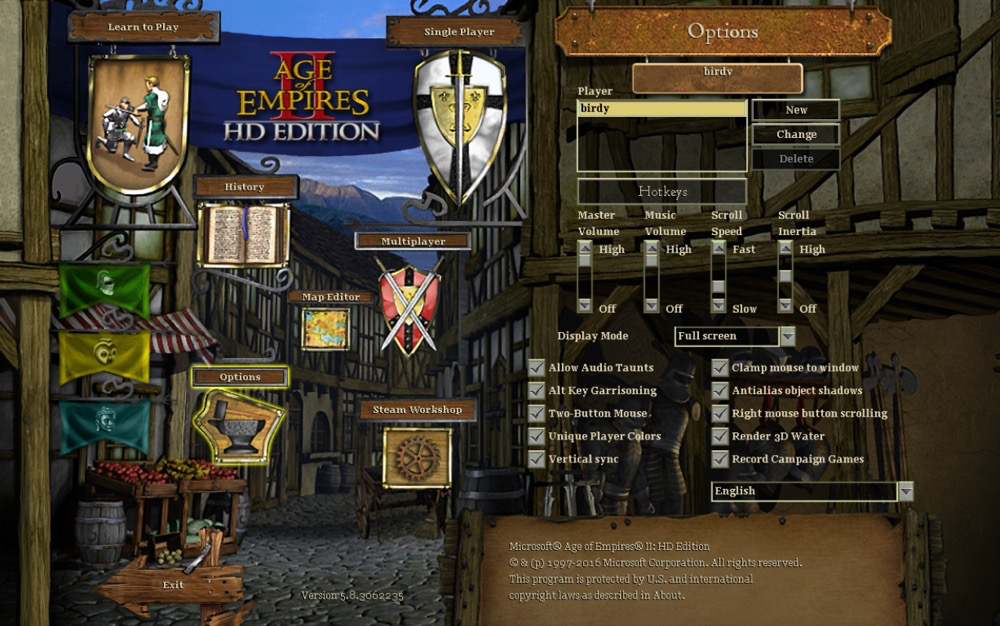 Learn to Play
Single Player
II
AGE
of
EMPIRES
HD EDITION
History
Multiplayer
Map Editor
Options
Steam Workshop
Exit
Version 5.8.3062235
Options
birdy
Player
birdy
New
Change
Delete
Hotkeys
Master Volume
Music Volume
Scroll Speed
Scroll Inertia
High
High
Fast
High
Off
Off
Slow
Off
Display Mode
Full screen
Allow Audio Taunts
Clamp mouse to window
Alt Key Garrisoning
Antialias object shadows
Two-Button Mouse
Right mouse button scrolling
Unique Player Colors
Render 3D Water
Vertical sync
Record Campaign Games
English
Microsoft® Age of Empires® II: HD Edition
© & (p) 1997-2016 Microsoft Corporation. All rights reserved.
This program is protected by U.S. and international
copyright laws as described in About.